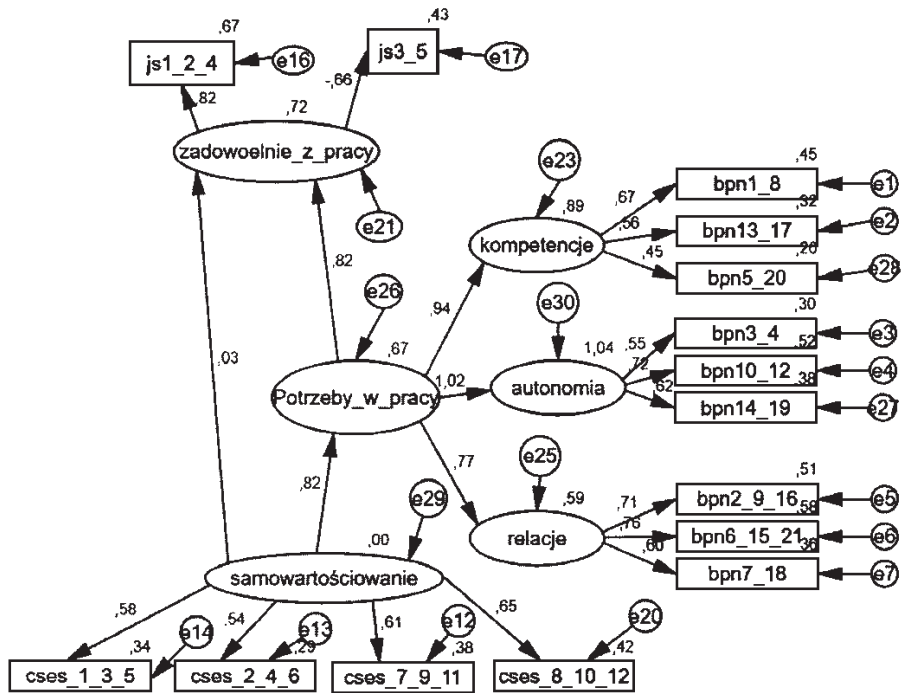 ,67
js1_2_4
e16
,43
js3_5
e17
,82
-,66
,72
zadowoelnie_z_pracy
e21
e23
,89
kompetencje
,67
,56
,45
,45
bpn1_8
e1
,32
bpn13_17
e2
,20
bpn5_20
e28
,82
,03
e26
,67
Potrzeby_w_pracy
,94
1,02
,77
e30
1,04
autonomia
,55
,72
,62
,30
bpn3_4
e3
,52
bpn10_12
e4
,38
bpn14_19
e27
e25
,59
relacje
,71
,76
,60
,51
bpn2_9_16
e5
,58
bpn6_15_21
e6
,36
bpn7_18
e7
,82
e29
,00
samowartościowanie
,58
,54
,61
,65
e14
,34
cses_1_3_5
e13
,29
cses_2_4_6
e12
,38
cses_7_9_11
e20
,42
cses_8_10_12